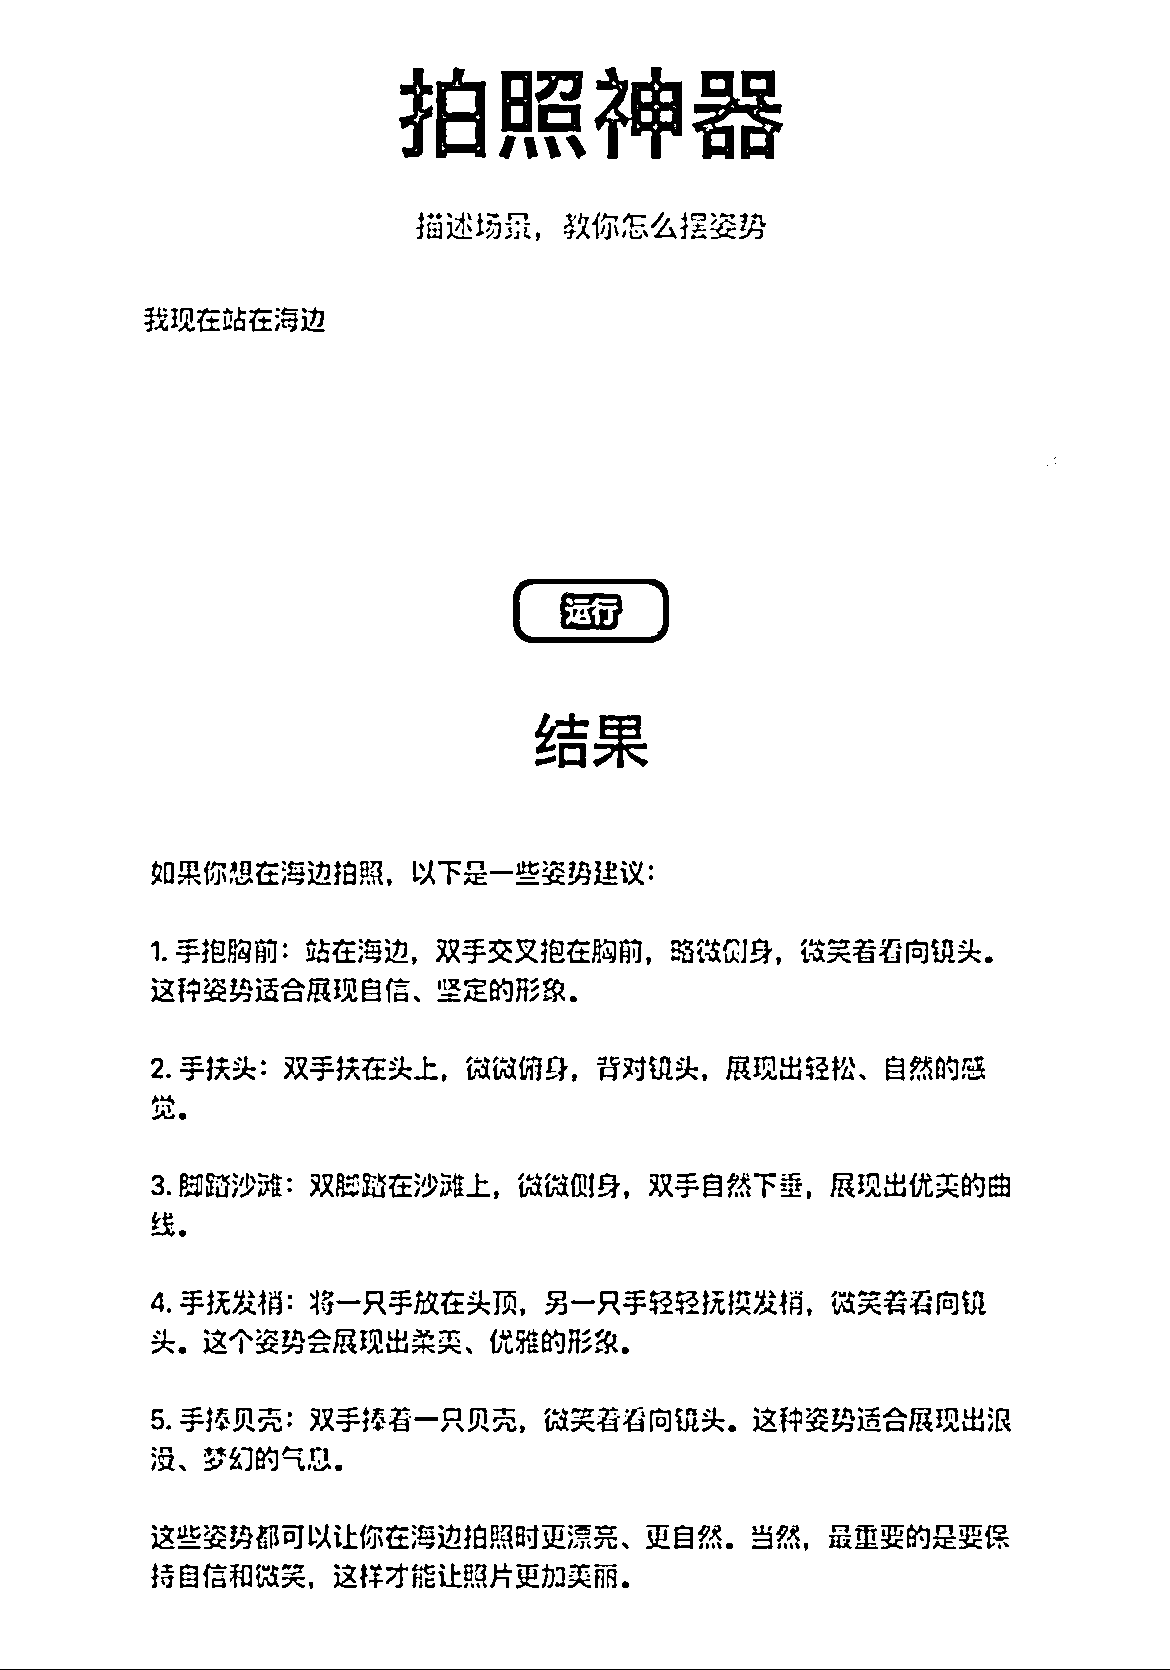 拍照神器
描述场景，教你怎么摆姿势
我现在站在海边
运行
结果
如果你想在海边拍照，以下是一些姿势建议：
1. 手抱胸前：站在海边，双手交叉抱在胸前，略微侧身，微笑着看向镜头。
这种姿势适合展现自信、坚定的形象。
2. 手扶头：双手扶在头上，微微俯身，背对镜头，展现出轻松、自然的感
觉。
3. 脚踏沙滩：双脚踏在沙滩上，微微侧身，双手自然下垂，展现出优美的曲
线。
4. 手抚发梢：将一只手放在头顶，另一只手轻轻抚摸发梢，微笑着看向镜
头。这个姿势会展现出柔美、优雅的形象。
5. 手捧贝壳：双手捧着一只贝壳，微笑着看向镜头。这种姿势适合展现出浪
漫、梦幻的气息。
这些姿势都可以让你在海边拍照时更漂亮、更自然。当然，最重要的是要保
持自信和微笑，这样才能让照片更加美丽。